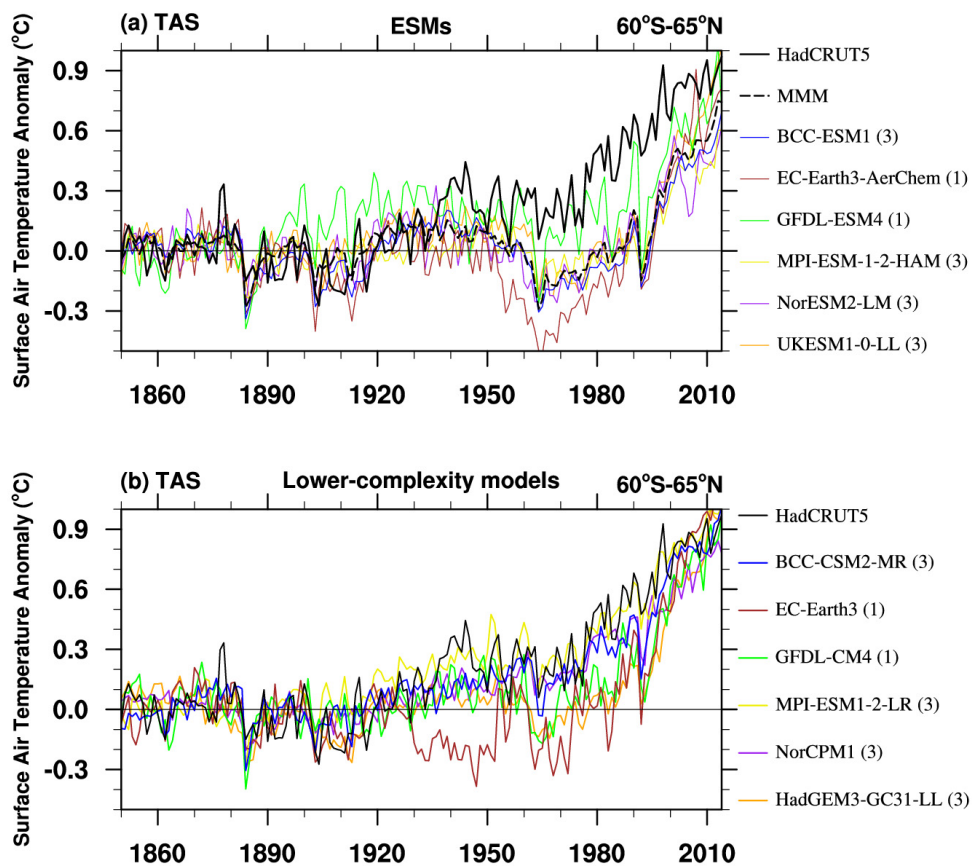 (a) TAS ESMs 60°S-65°N
Surface Air Temperature Anomaly (°C)
0.9
0.6
0.3
0.0
-0.3
1860 1890 1920 1950 1980 2010
HadCRUT5
MMM
BCC-ESM1 (3)
EC-Earth3-AerChem (1)
GFDL-ESM4 (1)
MPI-ESM-1-2-HAM (3)
NorESM2-LM (3)
UKESM1-0-LL (3)
(b) TAS Lower-complexity models 60°S-65°N
Surface Air Temperature Anomaly (°C)
0.9
0.6
0.3
0.0
-0.3
1860 1890 1920 1950 1980 2010
HadCRUT5
BCC-CSM2-MR (3)
EC-Earth3 (1)
GFDL-CM4 (1)
MPI-ESM1-2-LR (3)
NorCPM1 (3)
HadGEM3-GC31-LL (3)